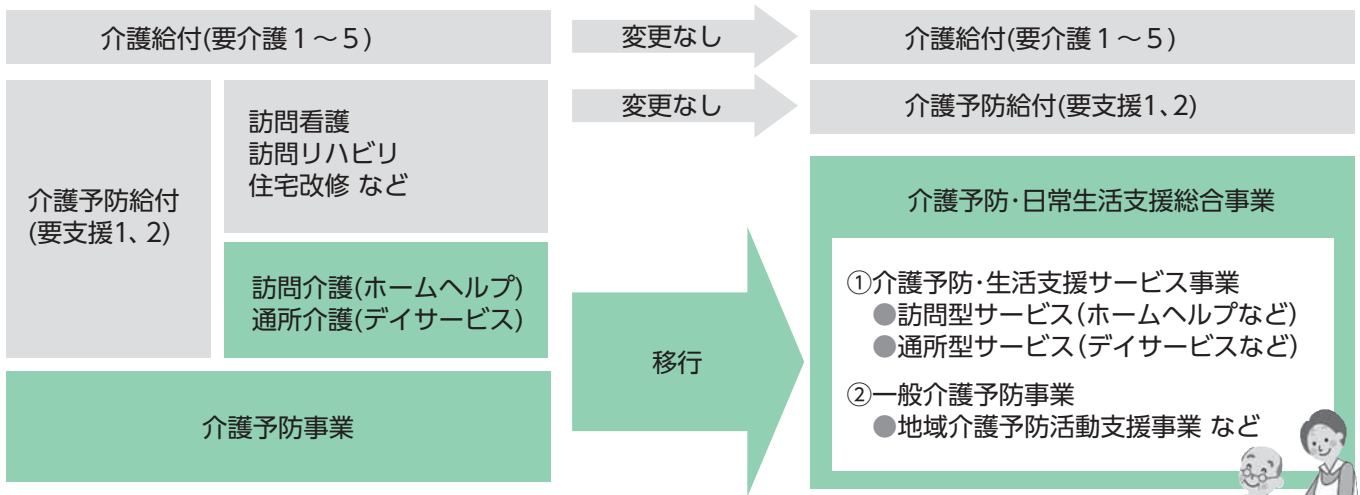 介護給付(要介護1～5)
変更なし
介護給付(要介護1～5)
介護予防給付
(要支援1、2)
訪問看護
訪問リハビリ
住宅改修 など
変更なし
介護予防給付(要支援1、2)
訪問介護(ホームヘルプ)
通所介護(デイサービス)
介護予防事業
移行
介護予防・日常生活支援総合事業
①介護予防・生活支援サービス事業
●訪問型サービス(ホームヘルプなど)
●通所型サービス(デイサービスなど)
②一般介護予防事業
●地域介護予防活動支援事業 など